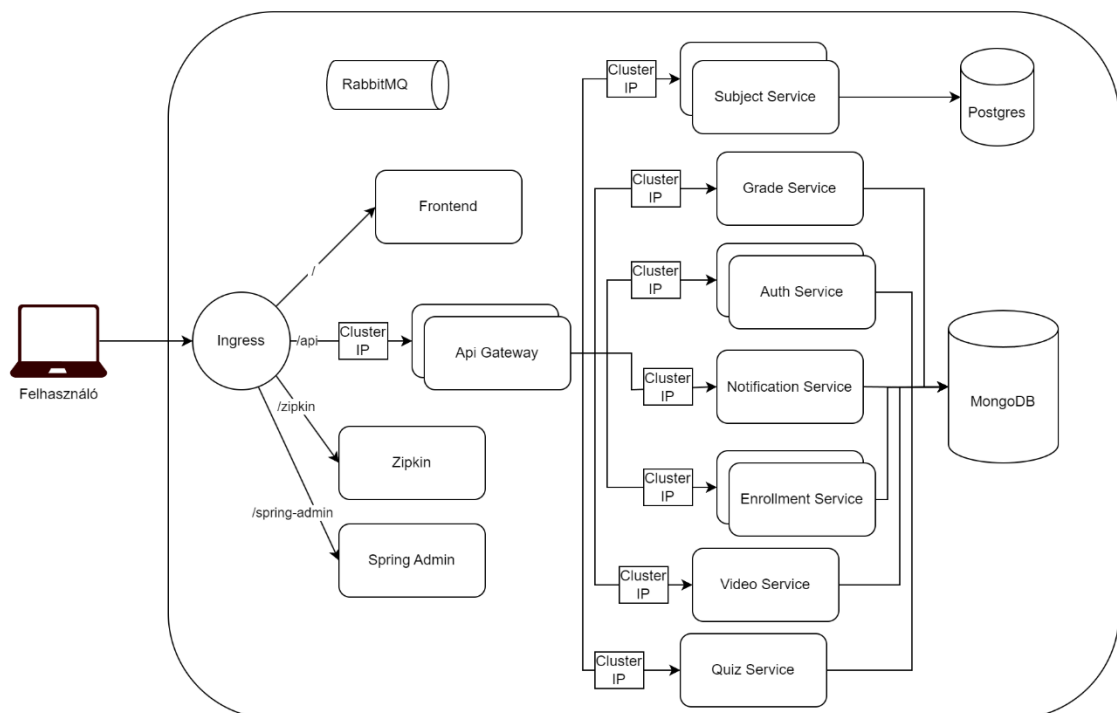 RabbitMQ
Cluster
IP
Subject Service
Postgres
Cluster
IP
Grade Service
Frontend
/
Cluster
IP
Auth Service
Felhasználó
Ingress
/api
Cluster
IP
Api Gateway
Cluster
IP
Notification Service
MongoDB
/zipkin
Zipkin
Cluster
IP
Enrollment Service
/spring-admin
Spring Admin
Cluster
IP
Video Service
Cluster
IP
Quiz Service